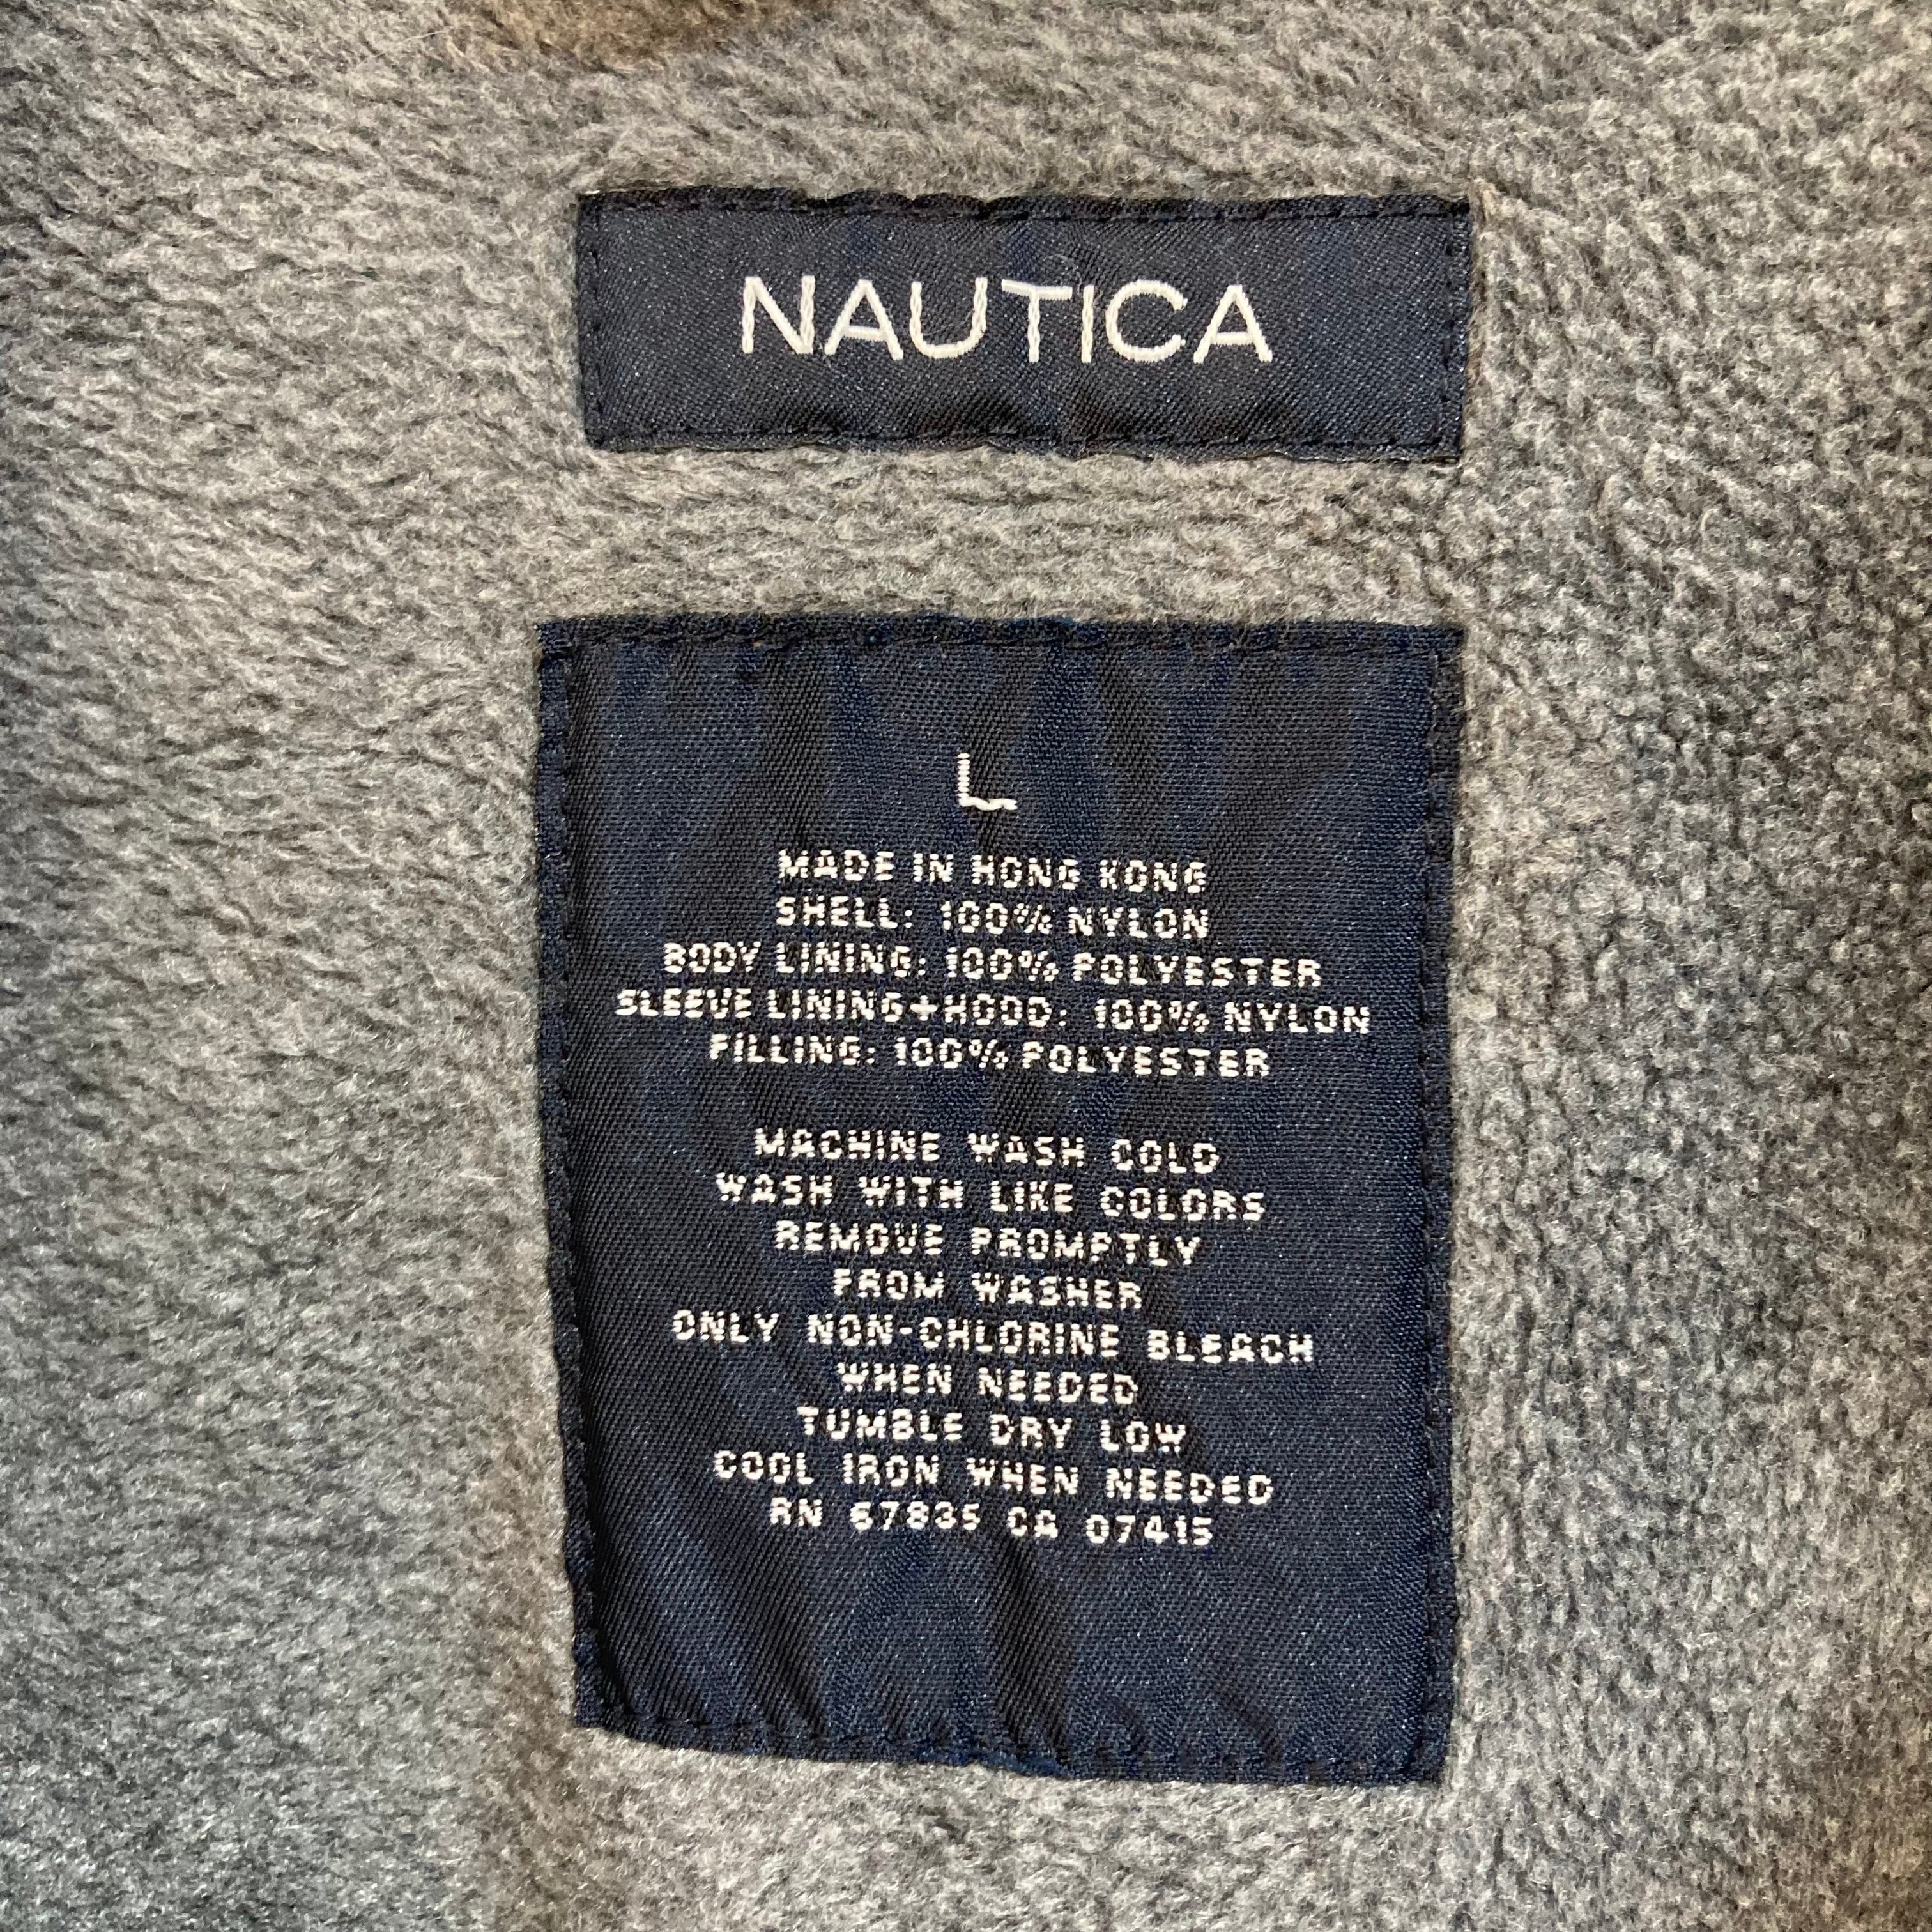 NAUTICA
L
MADE IN HONG KONG
SHELL: 100% NYLON
BODY LINING: 100% POLYESTER
SLEEVE LINING+HOOD: 100% NYLON
FILLING: 100% POLYESTER
MACHINE WASH COLD
WASH WITH LIKE COLORS
REMOVE PROMPTLY
FROM WASHER
ONLY NON-CHLORINE BLEACH
WHEN NEEDED
TUMBLE DRY LOW
COOL IRON WHEN NEEDED
RN 67835 CA 07415